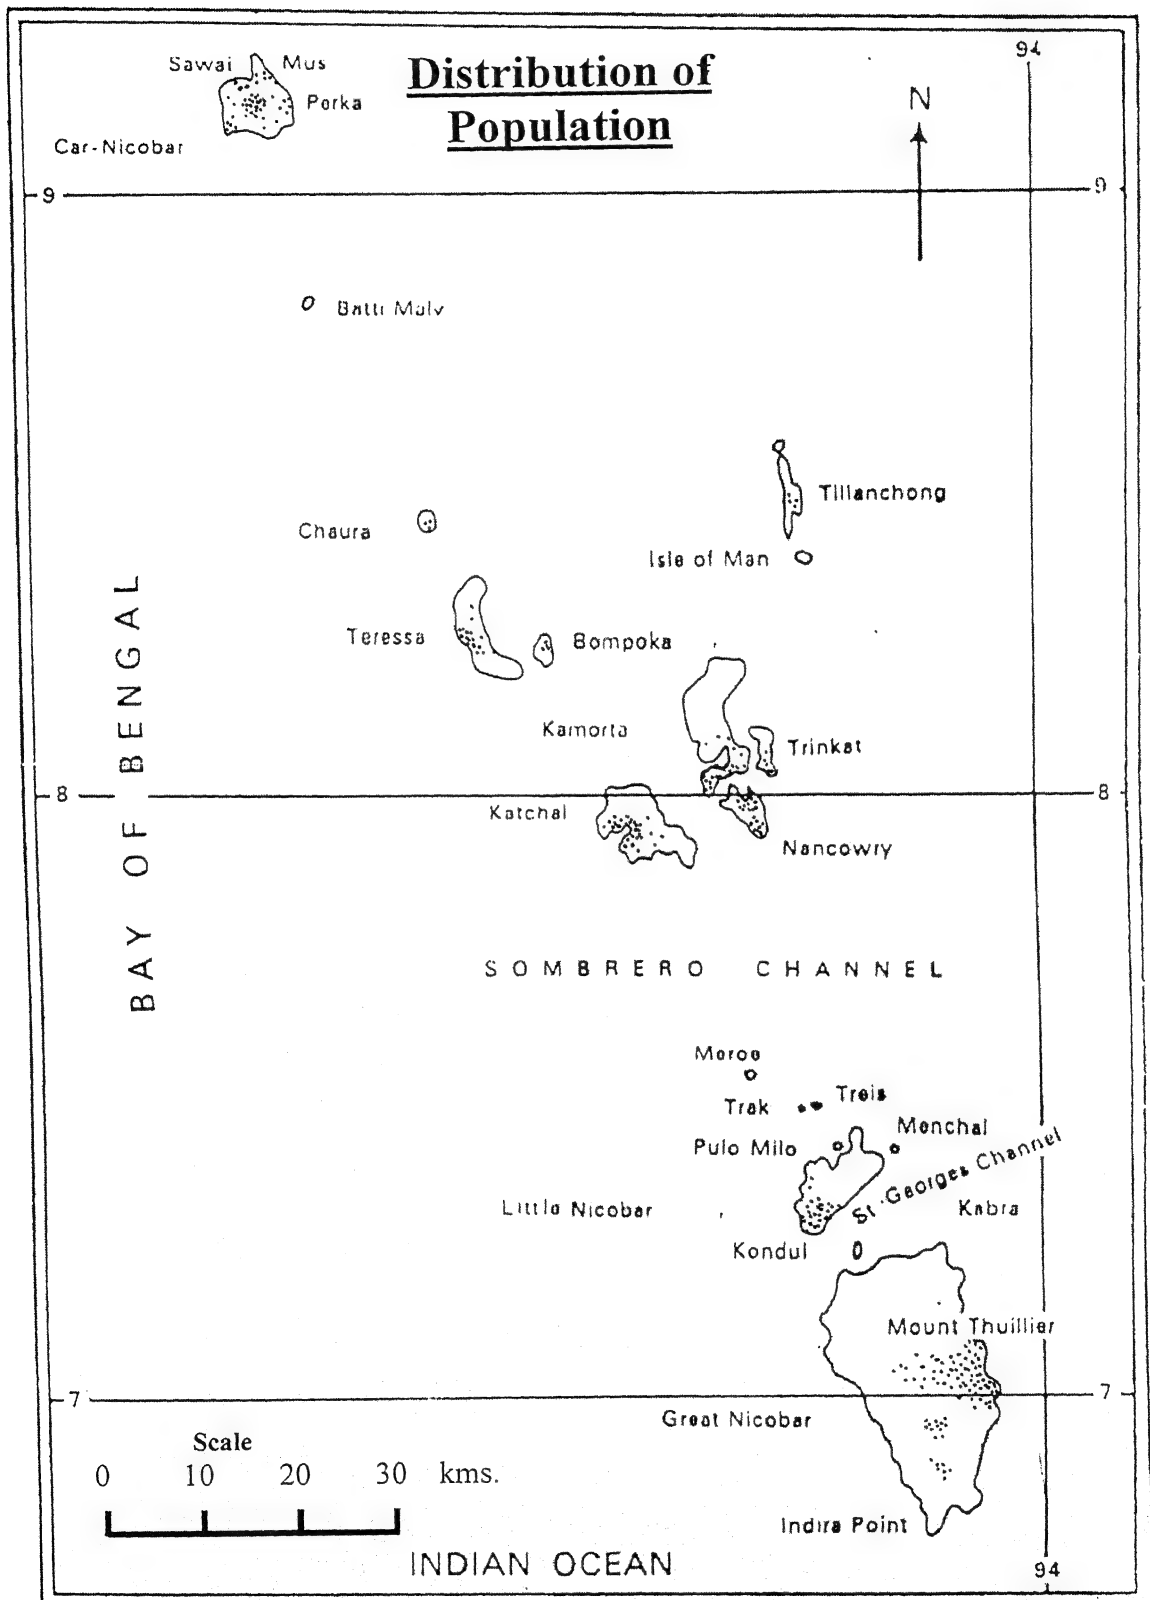 94
Sawai Mus
Distribution of
Population
Perka
N
Car-Nicobar
9 9
Batti Malv
Tillanchong
Chaura
Isle of Man
Teressa
Bompoka
Kamorta
Trinkat
BAY OF BENGAL
8 8
Katchal
Nancowry
SOMBRERO CHANNEL
Meroe
Trak Treis
Menchal
Pulo Milo
St Georges Channel
Little Nicobar
Kabra
Kondul
Mount Thuillier
7 7
Great Nicobar
Scale
0 10 20 30 kms.
Indira Point
INDIAN OCEAN
94